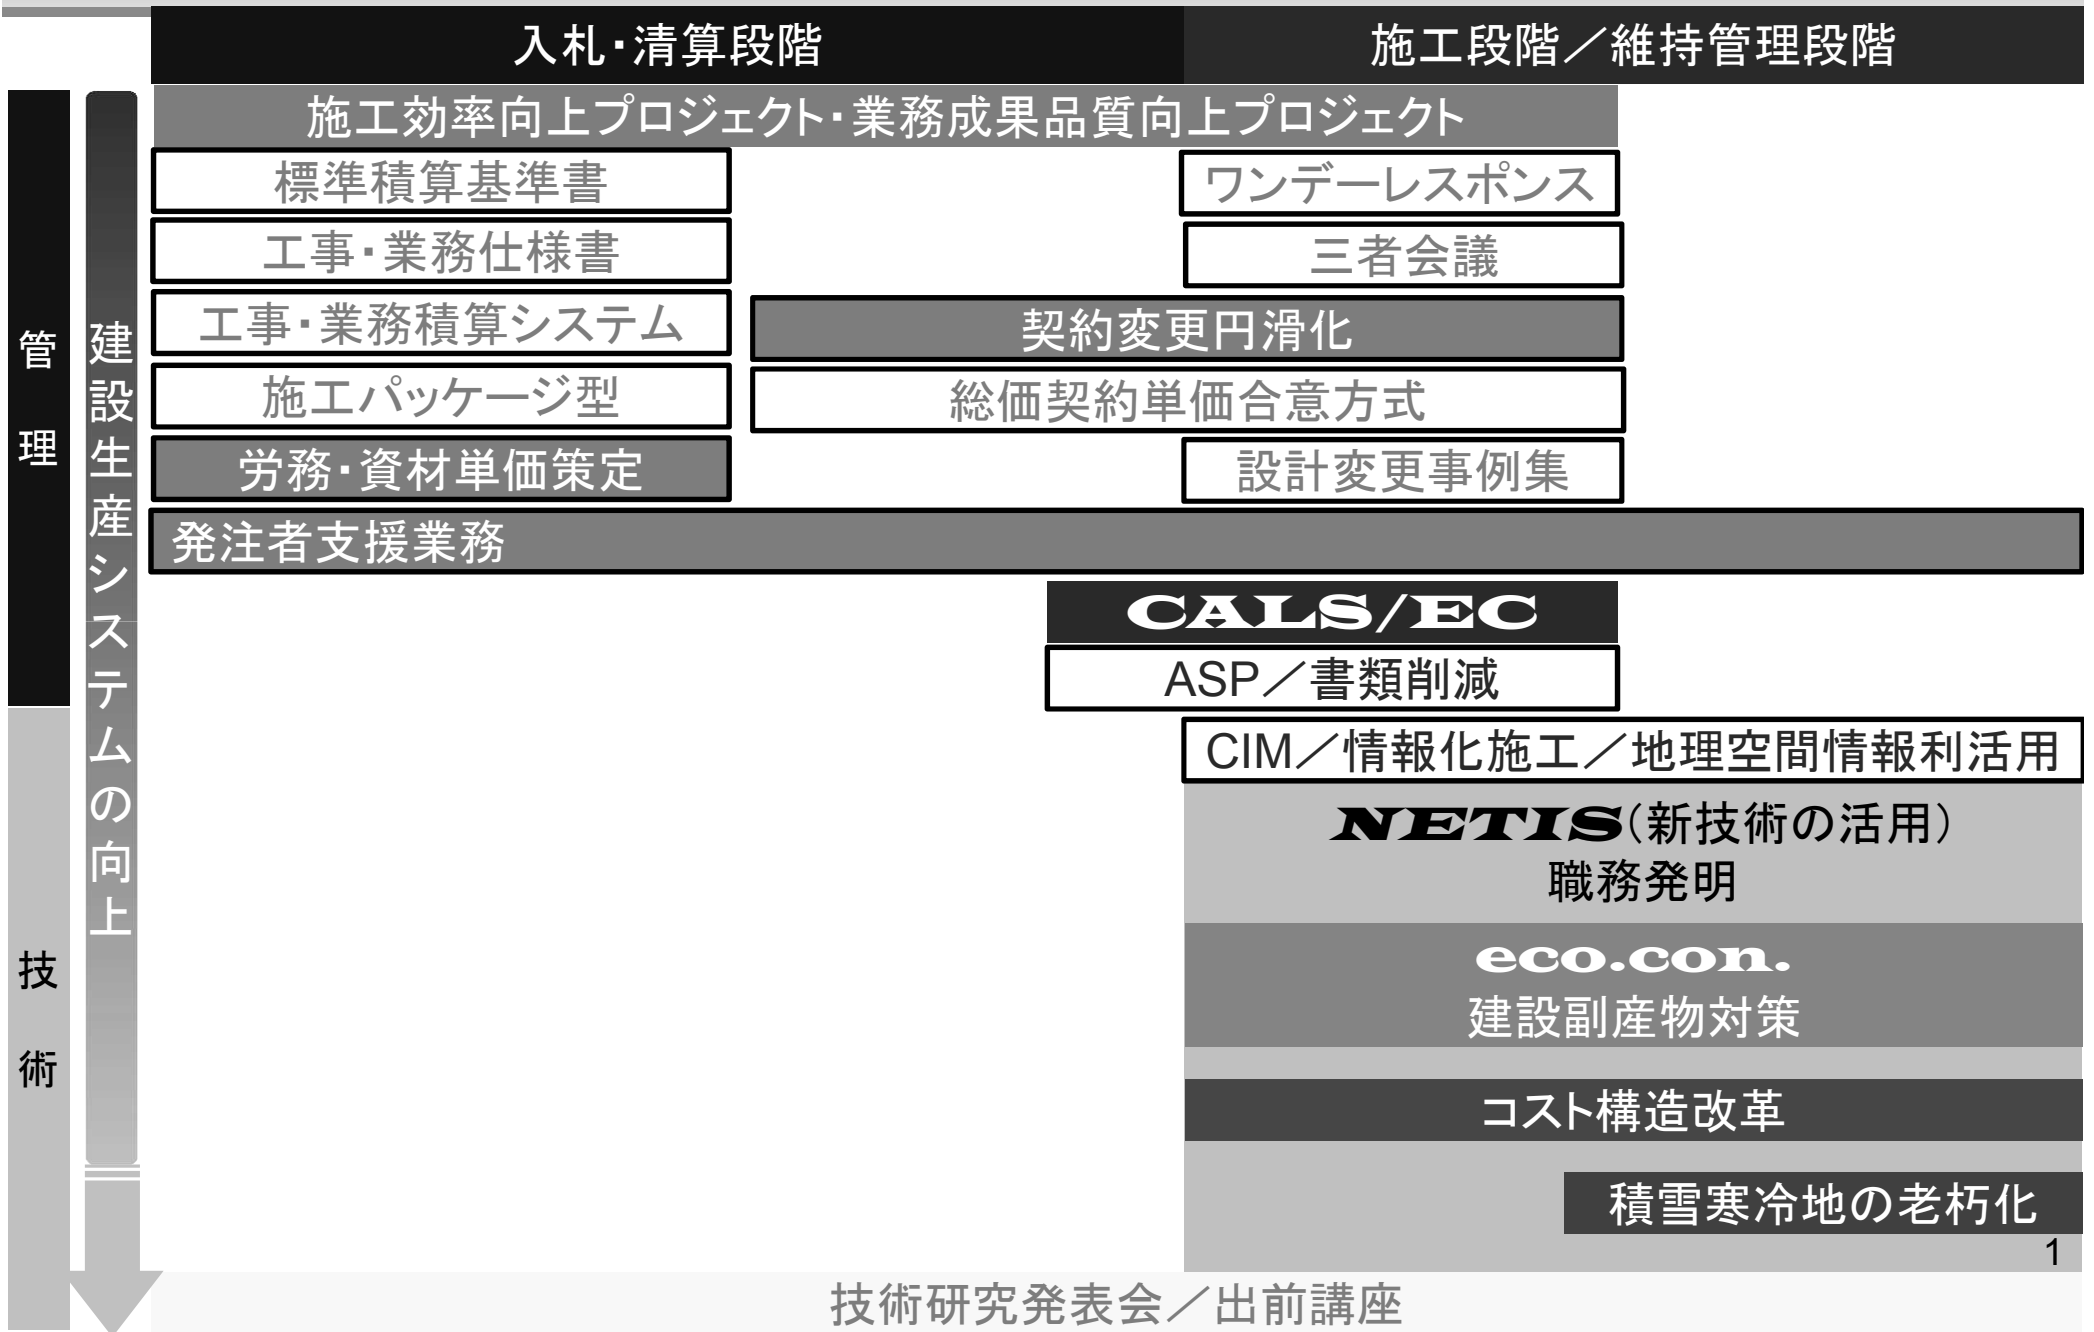 入札・清算段階
施工段階／維持管理段階
管理
技術
建設生産システムの向上
施工効率向上プロジェクト・業務成果品質向上プロジェクト
標準積算基準書
ワンデーレスポンス
工事・業務仕様書
三者会議
工事・業務積算システム
契約変更円滑化
施工パッケージ型
総価契約単価合意方式
労務・資材単価策定
設計変更事例集
発注者支援業務
CALS/EC
ASP／書類削減
CIM／情報化施工／地理空間情報利活用
NETIS（新技術の活用）
職務発明
eco.con.
建設副産物対策
コスト構造改革
積雪寒冷地の老朽化
1
技術研究発表会／出前講座